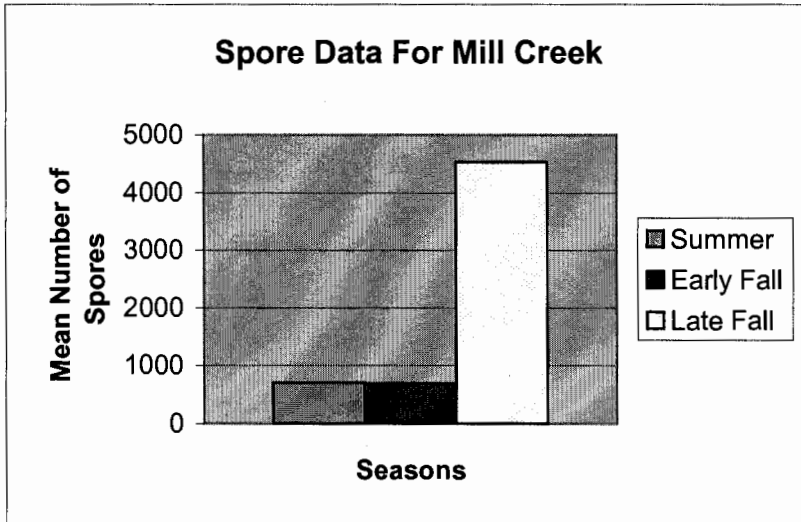 Spore Data For Mill Creek
Mean Number of
Spores
5000
4000
3000
2000
1000
0
Seasons
Summer
Early Fall
Late Fall